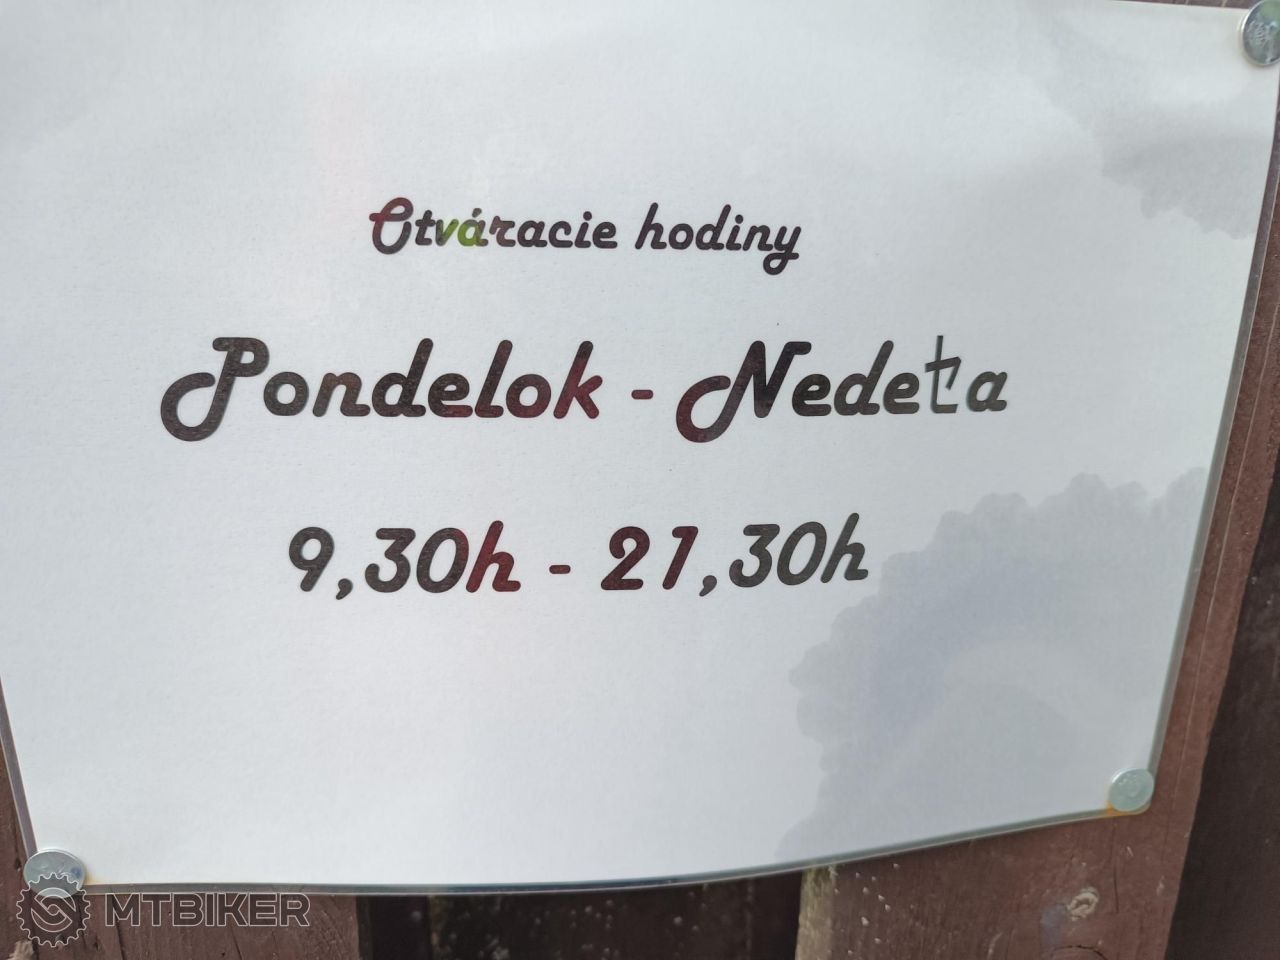 Otváracie hodiny
Pondelok - Nedeľa
9,30h - 21,30h
MTBIKER